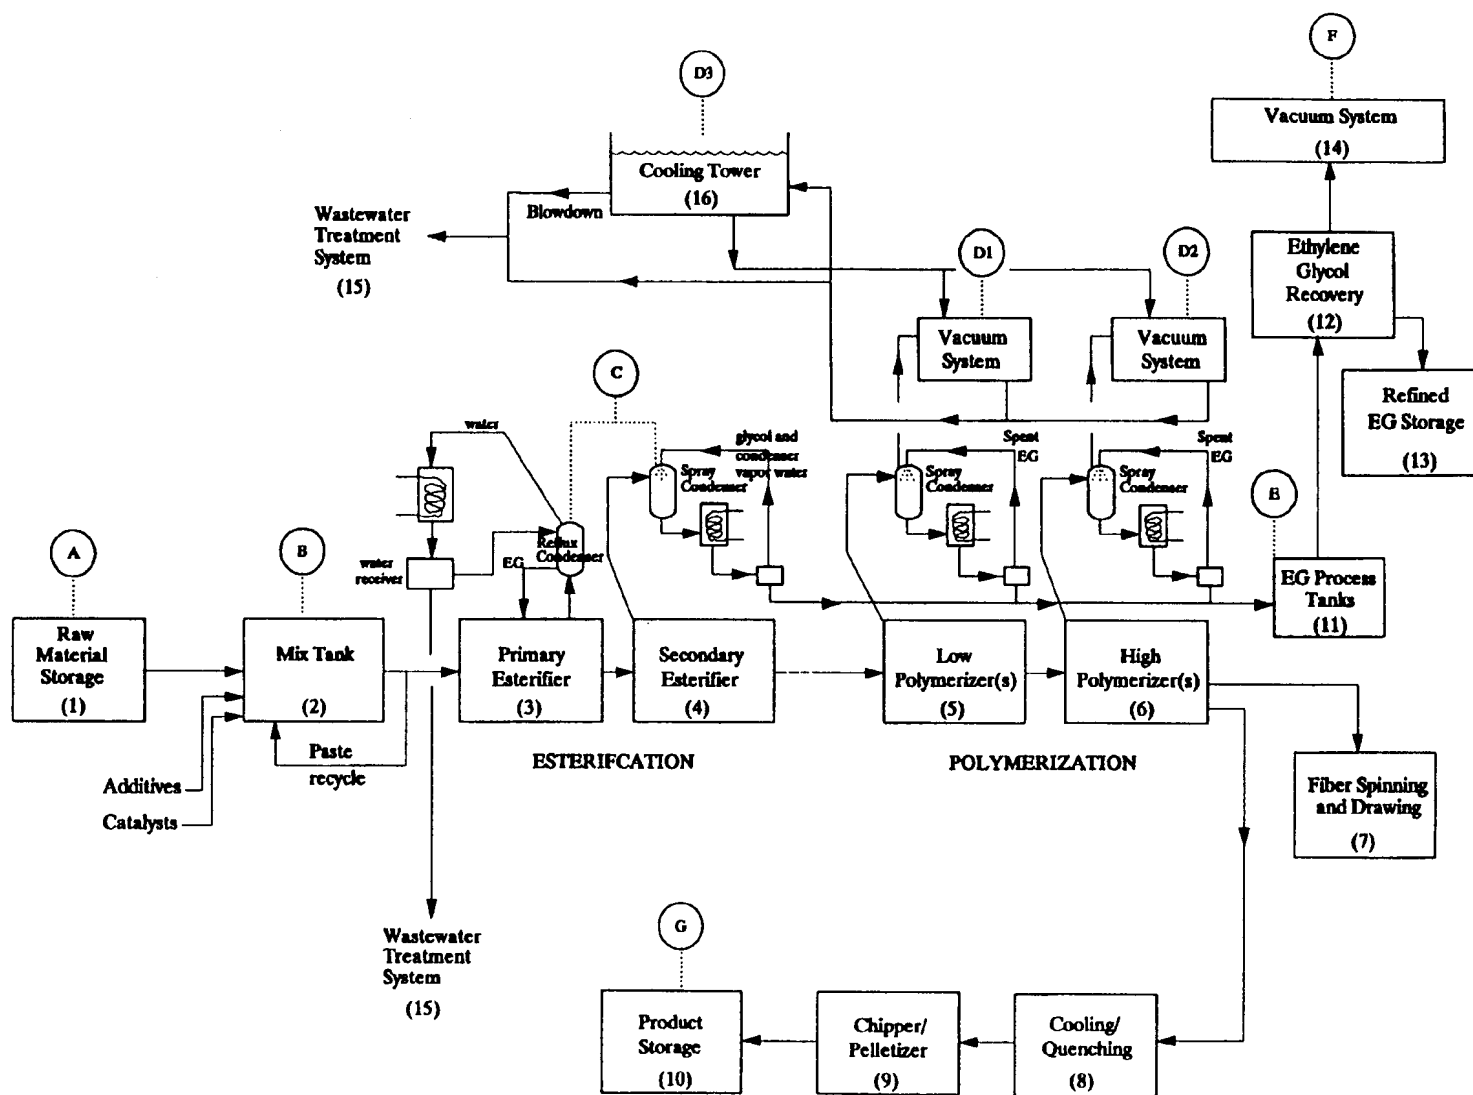 F
Vacuum System
(14)
D3
Cooling Tower
(16)
Blowdown
Wastewater
Treatment
System
(15)
D1
D2
Ethylene
Glycol
Recovery
(12)
Vacuum
System
Vacuum
System
Refined
EG Storage
(13)
C
water
glycol and
condenser
vapor water
Spray
Condenser
Spent
EG
Spray
Condenser
Spent
EG
Spray
Condenser
E
A
B
water
receiver
Reflux
Condenser
EG
EG Process
Tanks
(11)
Raw
Material
Storage
(1)
Mix Tank
(2)
Primary
Esterifier
(3)
Secondary
Esterifier
(4)
Low
Polymerizer(s)
(5)
High
Polymerizer(s)
(6)
Paste
recycle
ESTERIFCATION
POLYMERIZATION
Additives
Catalysts
Fiber Spinning
and Drawing
(7)
Wastewater
Treatment
System
(15)
G
Product
Storage
(10)
Chipper/
Pelletizer
(9)
Cooling/
Quenching
(8)